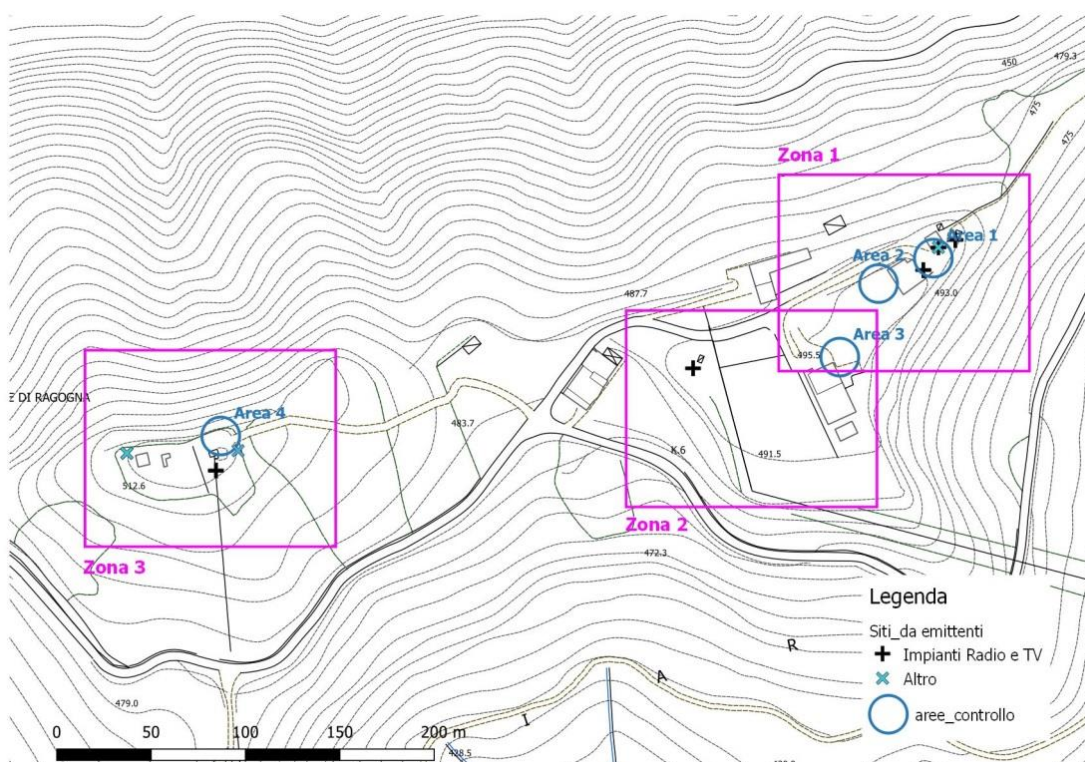 479.3
450
475
475
Zona 1
Area 1
Area 2
493.0
487.7
Area 3
495.5
E DI RAGOGNA
Area 4
483.7
K.6
491.5
512.6
Zona 2
Zona 3
472.3
Legenda
Siti_da emittenti
Impianti Radio e TV
Altro
aree_controllo
R
A
I
479.0
0 50 100 150 200 m
428.5